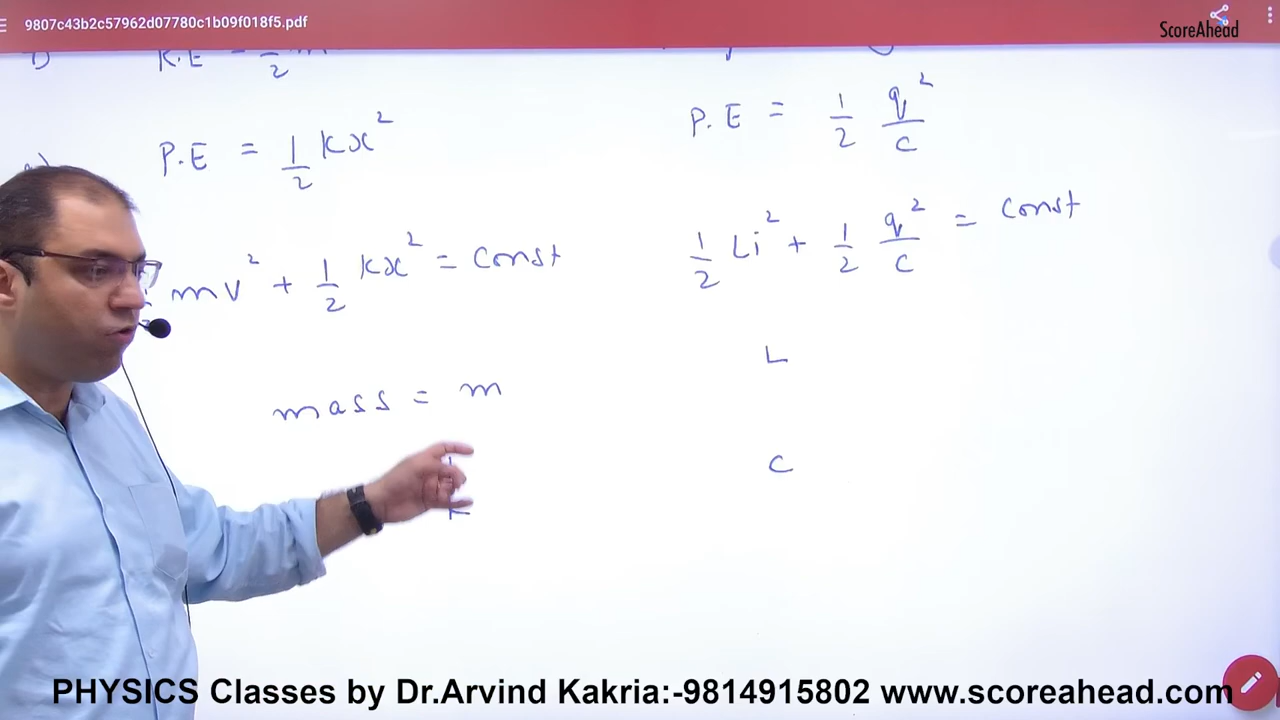 9807c43b2c57962d07780c1b09f018f5.pdf
ScoreAhead
P.E = 1/2 kx²
P.E = 1/2 q²/c
mv² + 1/2 kx² = const
1/2 Li² + 1/2 q²/c = const
L
mass = m
C
PHYSICS Classes by Dr.Arvind Kakria:-9814915802 www.scoreahead.com